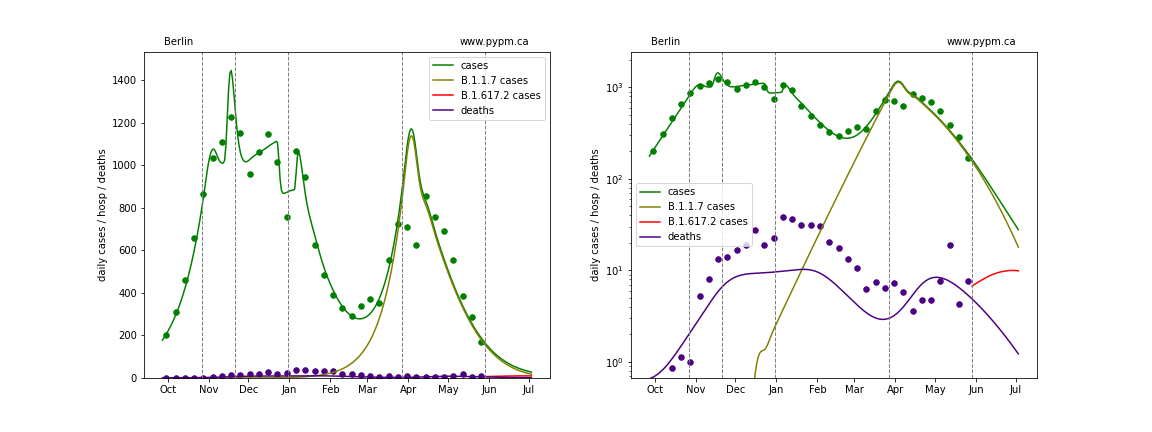 Berlin www.pypm.ca
cases
B.1.1.7 cases
B.1.617.2 cases
deaths
daily cases / hosp / deaths
1400
1200
1000
800
600
400
200
0
Oct Nov Dec Jan Feb Mar Apr May Jun Jul
Berlin www.pypm.ca
cases
B.1.1.7 cases
B.1.617.2 cases
deaths
daily cases / hosp / deaths
10³
10²
10¹
10⁰
Oct Nov Dec Jan Feb Mar Apr May Jun Jul